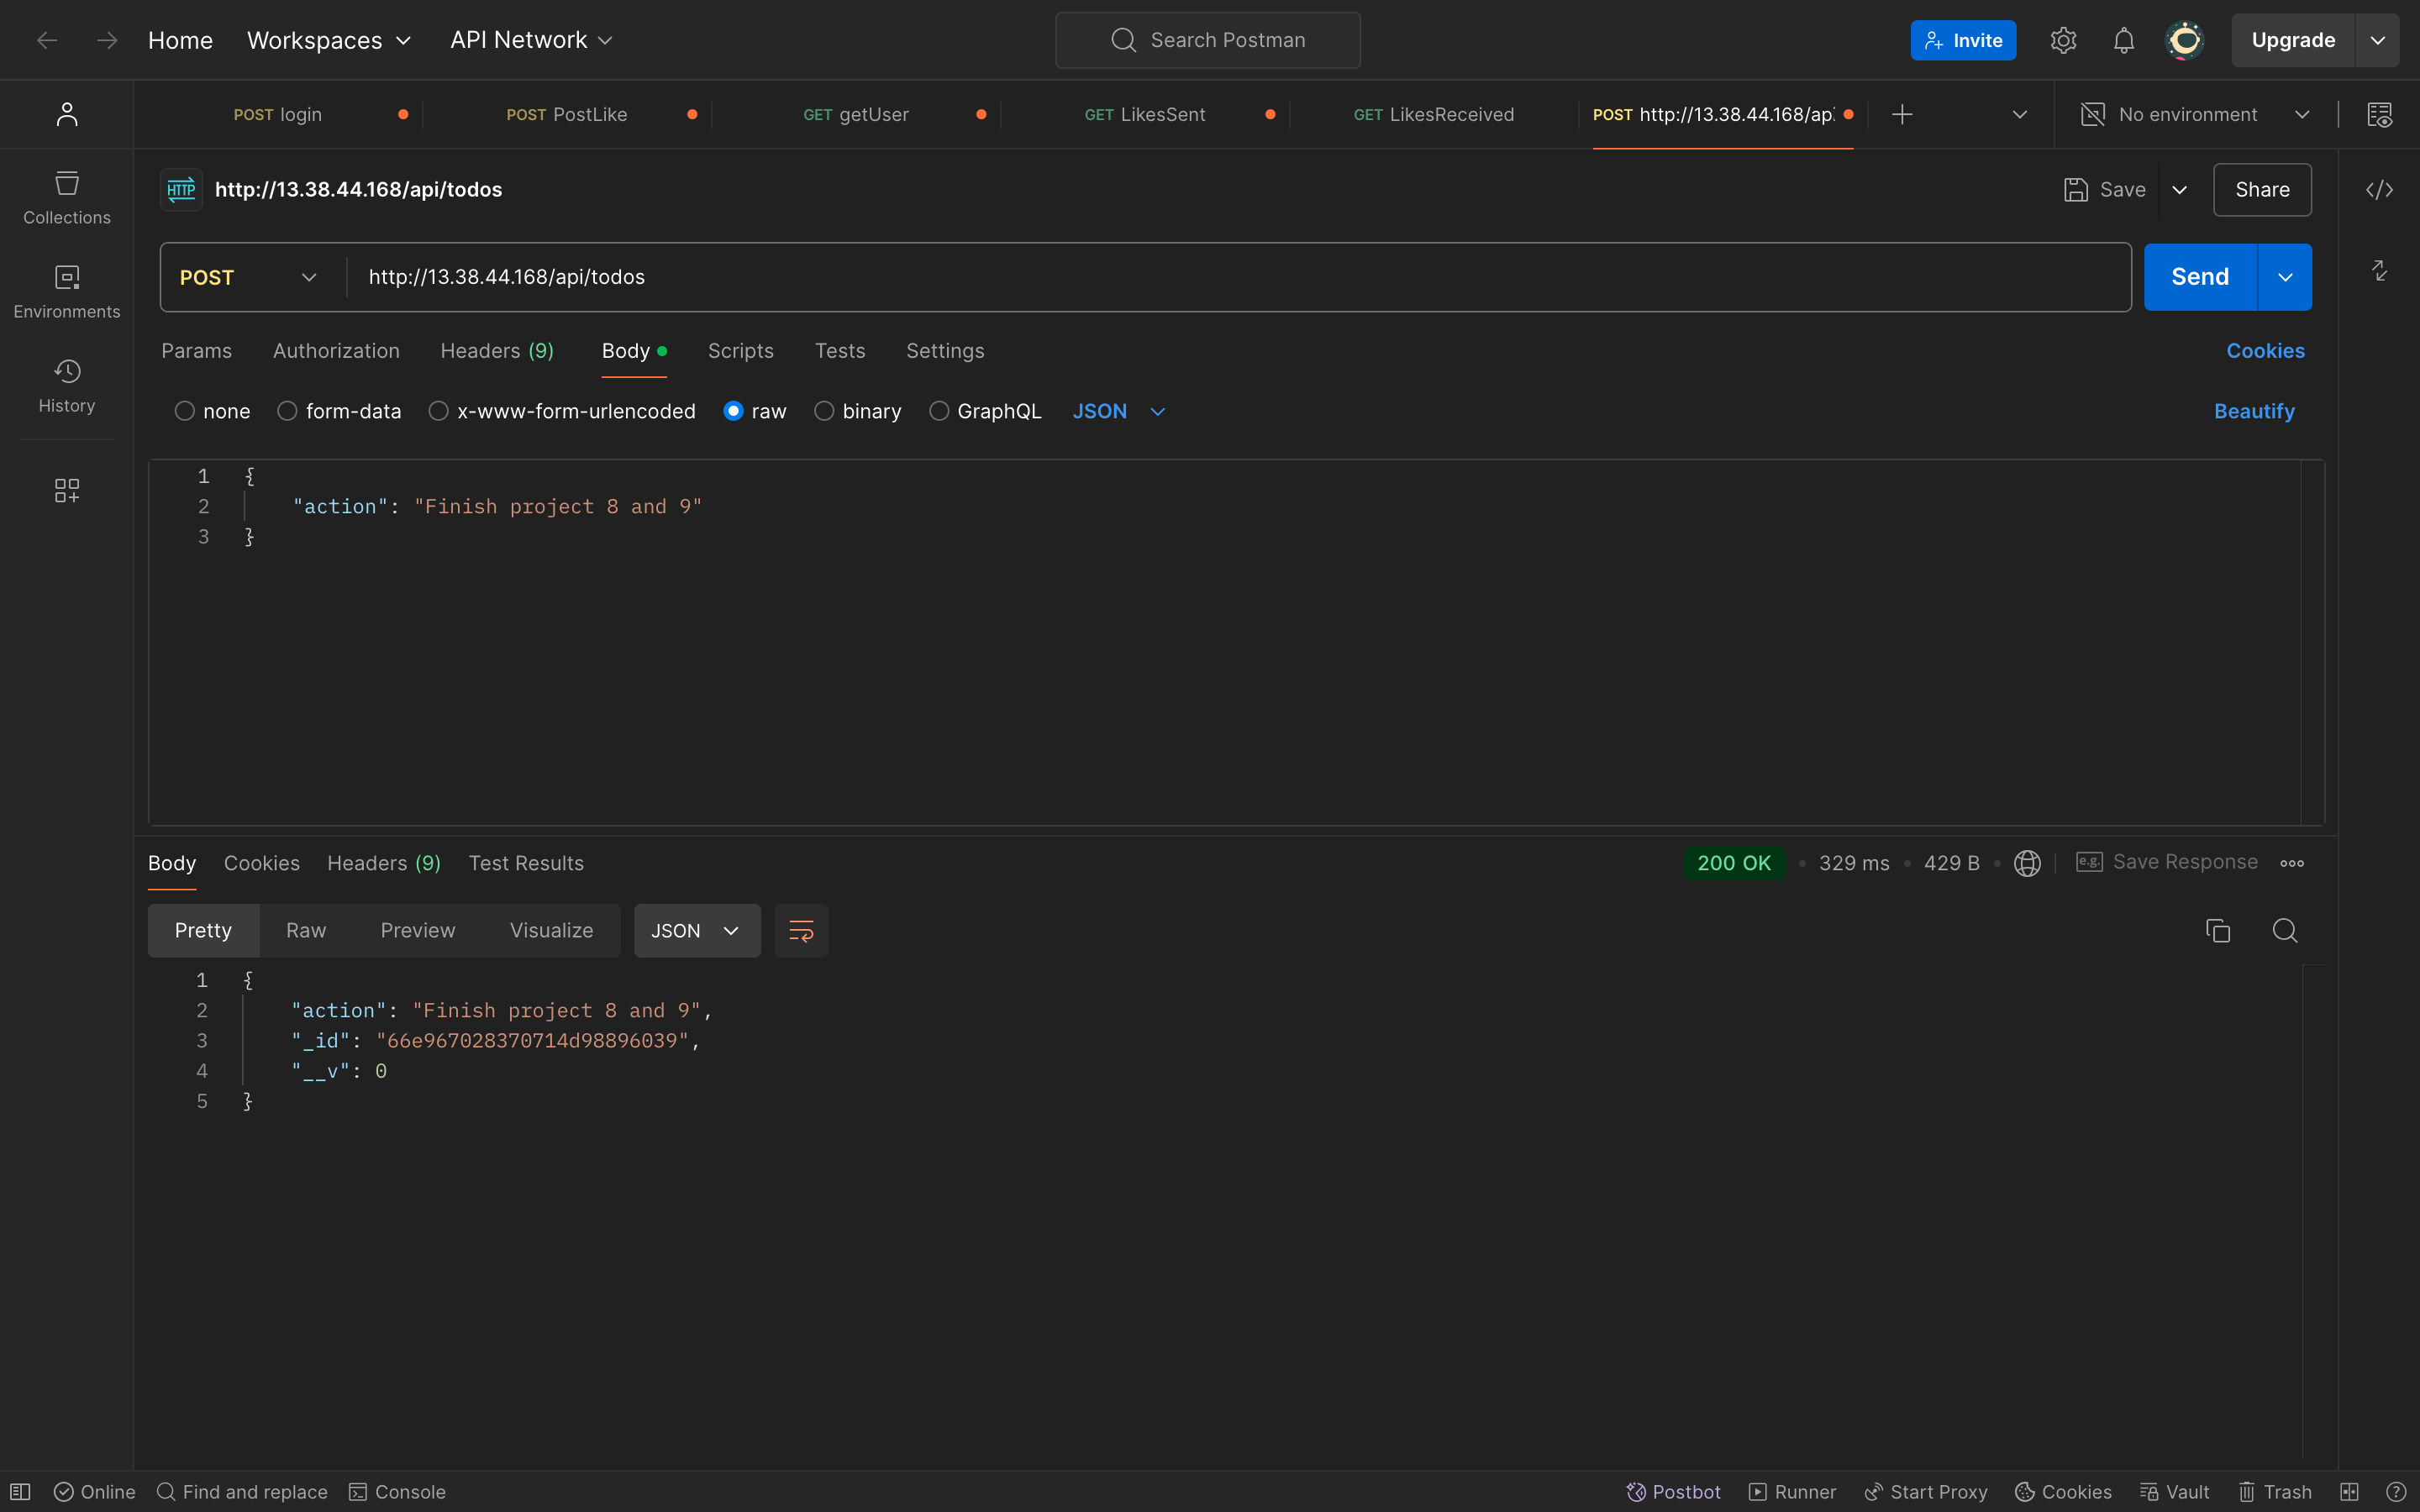 Home Workspaces API Network Search Postman Invite Upgrade
POST login POST PostLike GET getUser GET LikesSent GET LikesReceived POST http://13.38.44.168/ap No environment
HTTP http://13.38.44.168/api/todos Save Share
Collections
POST http://13.38.44.168/api/todos Send
Environments
Params Authorization Headers (9) Body Scripts Tests Settings Cookies
History
none form-data x-www-form-urlencoded raw binary GraphQL JSON Beautify
1 {
2 "action": "Finish project 8 and 9"
3 }
Body Cookies Headers (9) Test Results 200 OK • 329 ms • 429 B • e.g. Save Response
Pretty Raw Preview Visualize JSON
1 {
2 "action": "Finish project 8 and 9",
3 "_id": "66e967028370714d98896039",
4 "__v": 0
5 }
Online Find and replace Console Postbot Runner Start Proxy Cookies Vault Trash